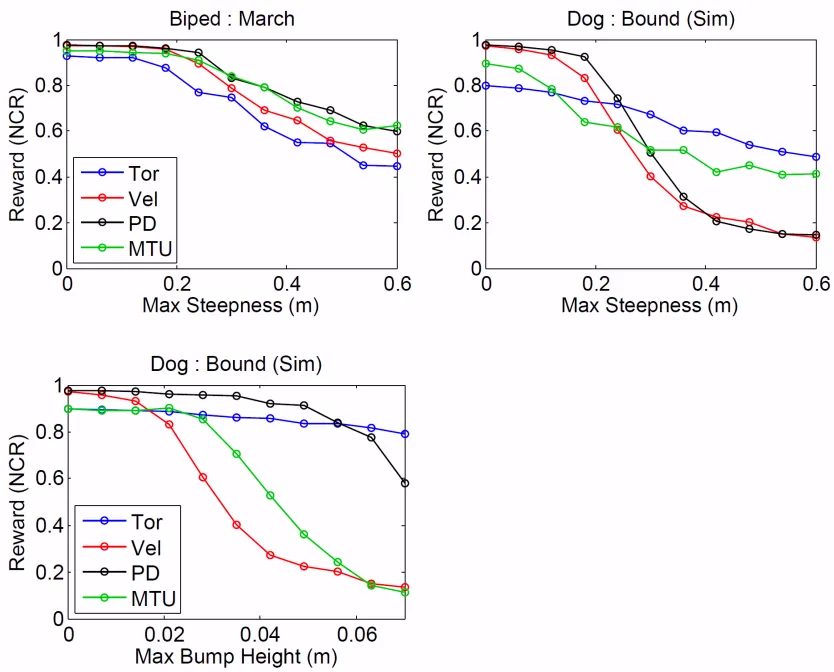 Biped : March
Reward (NCR)
1
0.8
0.6
0.4
0.2
0
Tor
Vel
PD
MTU
0 0.2 0.4 0.6
Max Steepness (m)
Dog : Bound (Sim)
Reward (NCR)
1
0.8
0.6
0.4
0.2
0
0 0.2 0.4 0.6
Max Steepness (m)
Dog : Bound (Sim)
Reward (NCR)
1
0.8
0.6
0.4
0.2
0
Tor
Vel
PD
MTU
0 0.02 0.04 0.06
Max Bump Height (m)